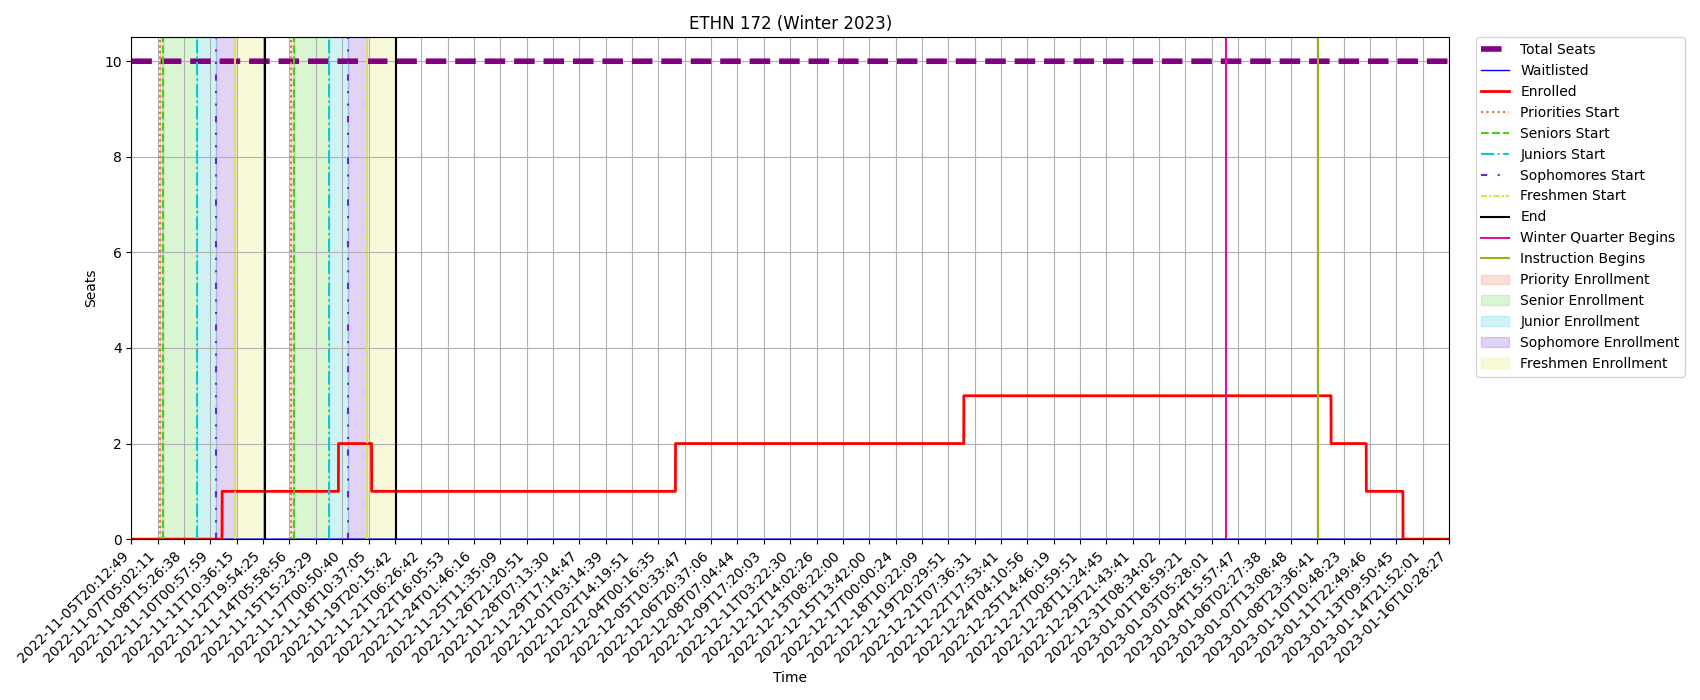 ETHN 172 (Winter 2023)
Seats
10
8
6
4
2
0
2022-11-05T20:12:49
2022-11-07T05:02:11
2022-11-08T15:26:38
2022-11-10T00:57:59
2022-11-11T10:36:15
2022-11-12T19:54:25
2022-11-14T05:58:56
2022-11-15T15:23:29
2022-11-17T00:50:40
2022-11-18T10:37:05
2022-11-19T20:15:42
2022-11-21T06:26:42
2022-11-22T16:05:53
2022-11-24T01:46:16
2022-11-25T11:35:09
2022-11-26T21:20:51
2022-11-28T07:13:30
2022-11-29T17:14:47
2022-12-01T03:14:39
2022-12-02T14:19:51
2022-12-04T00:16:35
2022-12-05T10:33:47
2022-12-06T20:37:06
2022-12-08T07:04:44
2022-12-09T17:20:03
2022-12-11T03:22:30
2022-12-12T14:02:26
2022-12-13T08:22:00
2022-12-15T13:42:00
2022-12-17T00:00:24
2022-12-18T10:22:09
2022-12-19T20:29:51
2022-12-21T07:36:31
2022-12-22T17:53:41
2022-12-24T04:10:56
2022-12-25T14:46:19
2022-12-27T00:59:51
2022-12-28T11:24:45
2022-12-29T21:43:41
2022-12-31T08:34:02
2023-01-01T18:59:21
2023-01-03T05:28:01
2023-01-04T15:57:47
2023-01-06T02:27:38
2023-01-07T13:08:48
2023-01-08T23:36:41
2023-01-10T10:48:23
2023-01-11T22:49:46
2023-01-13T09:50:45
2023-01-14T21:52:01
2023-01-16T10:28:27
Time
Total Seats
Waitlisted
Enrolled
Priorities Start
Seniors Start
Juniors Start
Sophomores Start
Freshmen Start
End
Winter Quarter Begins
Instruction Begins
Priority Enrollment
Senior Enrollment
Junior Enrollment
Sophomore Enrollment
Freshmen Enrollment